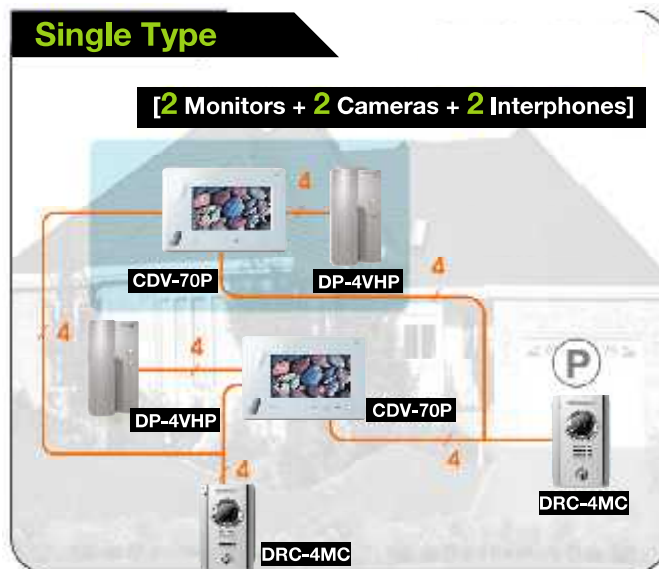 Single Type
[2 Monitors + 2 Cameras + 2 Interphones]
4
CDV-70P
DP-4VHP
4
4
4
P
DP-4VHP
CDV-70P
4
4
DRC-4MC
DRC-4MC